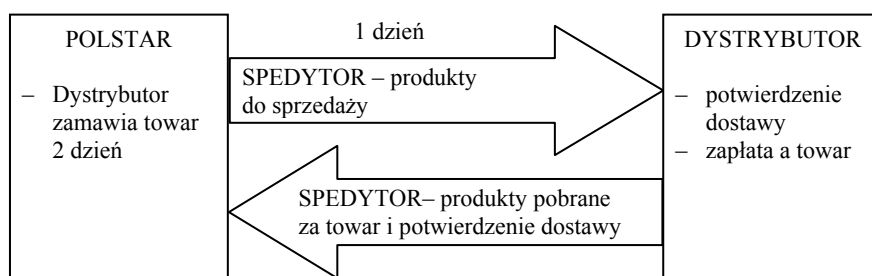 POLSTAR
– Dystrybutor
zamawia towar
2 dzień
1 dzień
SPEDYTOR – produkty
do sprzedaży
SPEDYTOR– produkty pobrane
za towar i potwierdzenie dostawy
DYSTRYBUTOR
– potwierdzenie
dostawy
– zapłata a towar